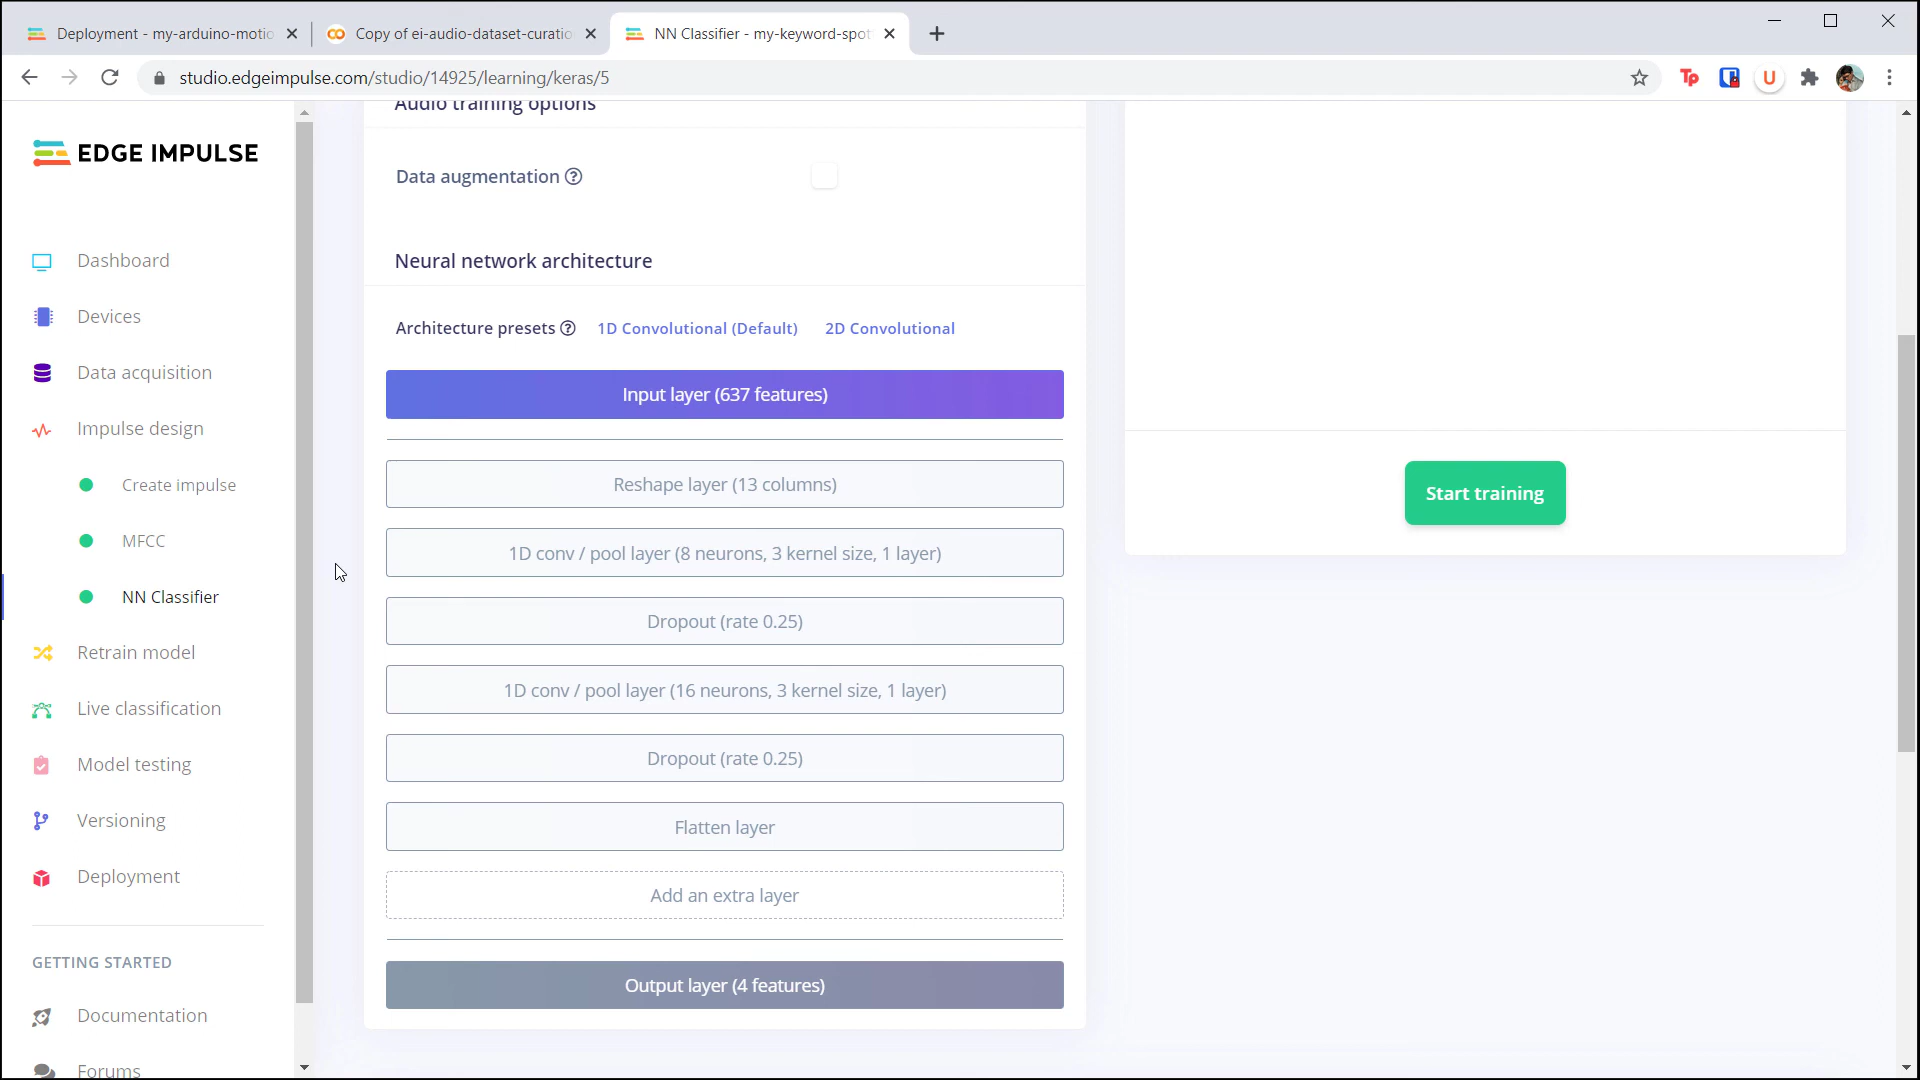 Deployment - my-arduino-motio
Copy of ei-audio-dataset-curatio
NN Classifier - my-keyword-spot
studio.edgeimpulse.com/studio/14925/learning/keras/5
Tp
U
EDGE IMPULSE
Dashboard
Devices
Data acquisition
Impulse design
Create impulse
MFCC
NN Classifier
Retrain model
Live classification
Model testing
Versioning
Deployment
GETTING STARTED
Documentation
Forums
Audio training options
Data augmentation ?
Neural network architecture
Architecture presets ? 1D Convolutional (Default) 2D Convolutional
Input layer (637 features)
Reshape layer (13 columns)
1D conv / pool layer (8 neurons, 3 kernel size, 1 layer)
Dropout (rate 0.25)
1D conv / pool layer (16 neurons, 3 kernel size, 1 layer)
Dropout (rate 0.25)
Flatten layer
Add an extra layer
Output layer (4 features)
Start training